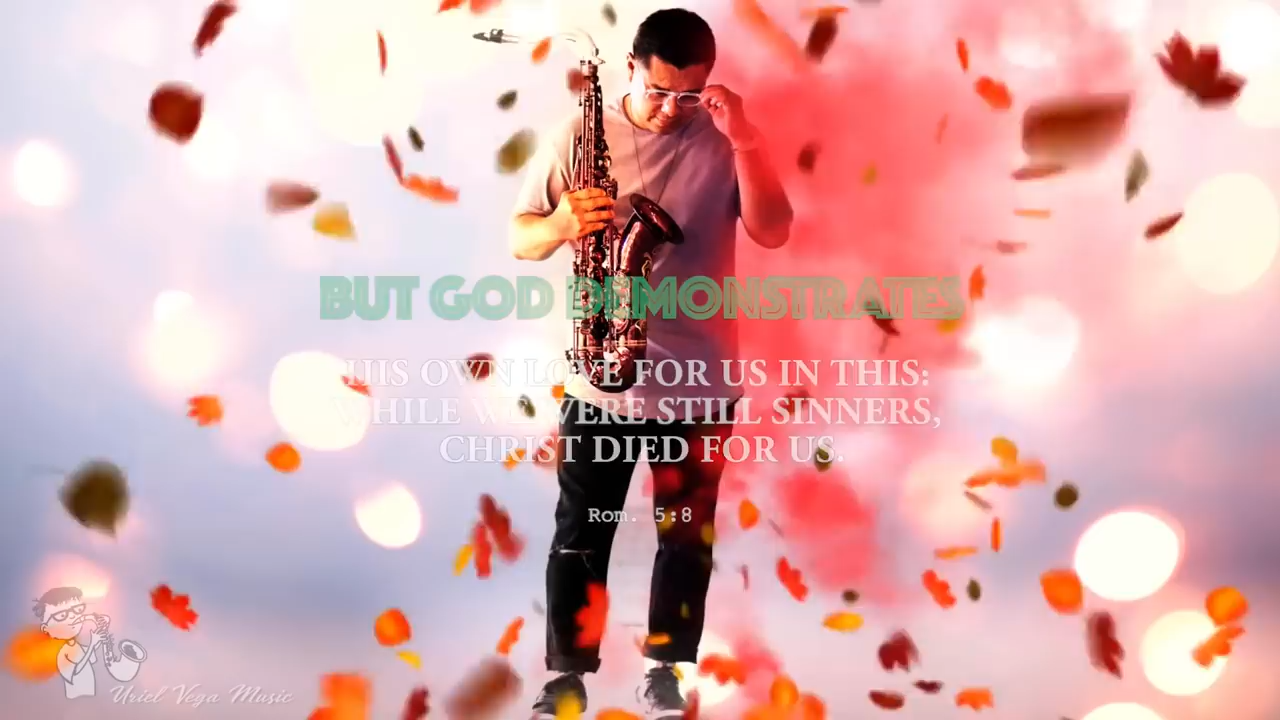 BUT GOD DEMONSTRATES
HIS OWN LOVE FOR US IN THIS:
WHILE WE WERE STILL SINNERS,
CHRIST DIED FOR US.
Rom. 5:8
Uriel Vega Music